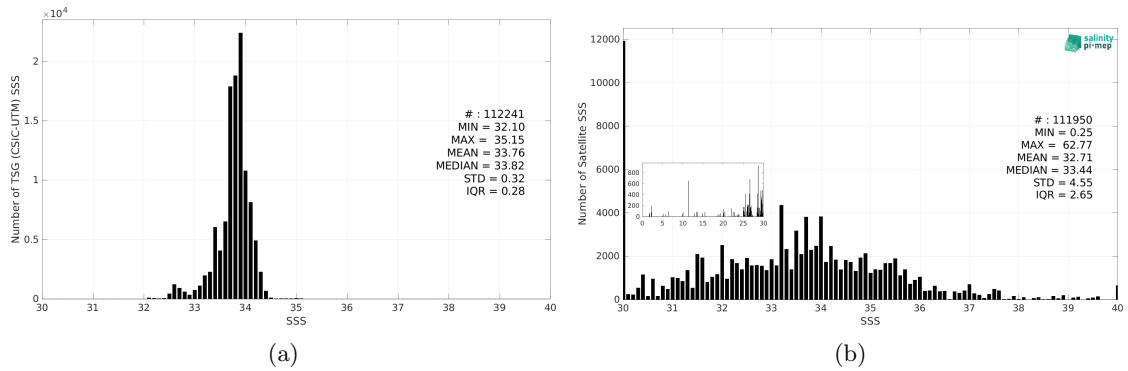 ×10⁴
2
1.5
1
0.5
0
Number of TSG (CSIC-UTM) SSS
# : 112241
MIN = 32.10
MAX = 35.15
MEAN = 33.76
MEDIAN = 33.82
STD = 0.32
IQR = 0.28
30 31 32 33 34 35 36 37 38 39 40
SSS
(a)
salinity
pi-mep
12000
10000
8000
6000
4000
2000
0
Number of Satellite SSS
# : 111950
MIN = 0.25
MAX = 62.77
MEAN = 32.71
MEDIAN = 33.44
STD = 4.55
IQR = 2.65
800
600
400
200
0
0 5 10 15 20 25 30
30 31 32 33 34 35 36 37 38 39 40
SSS
(b)